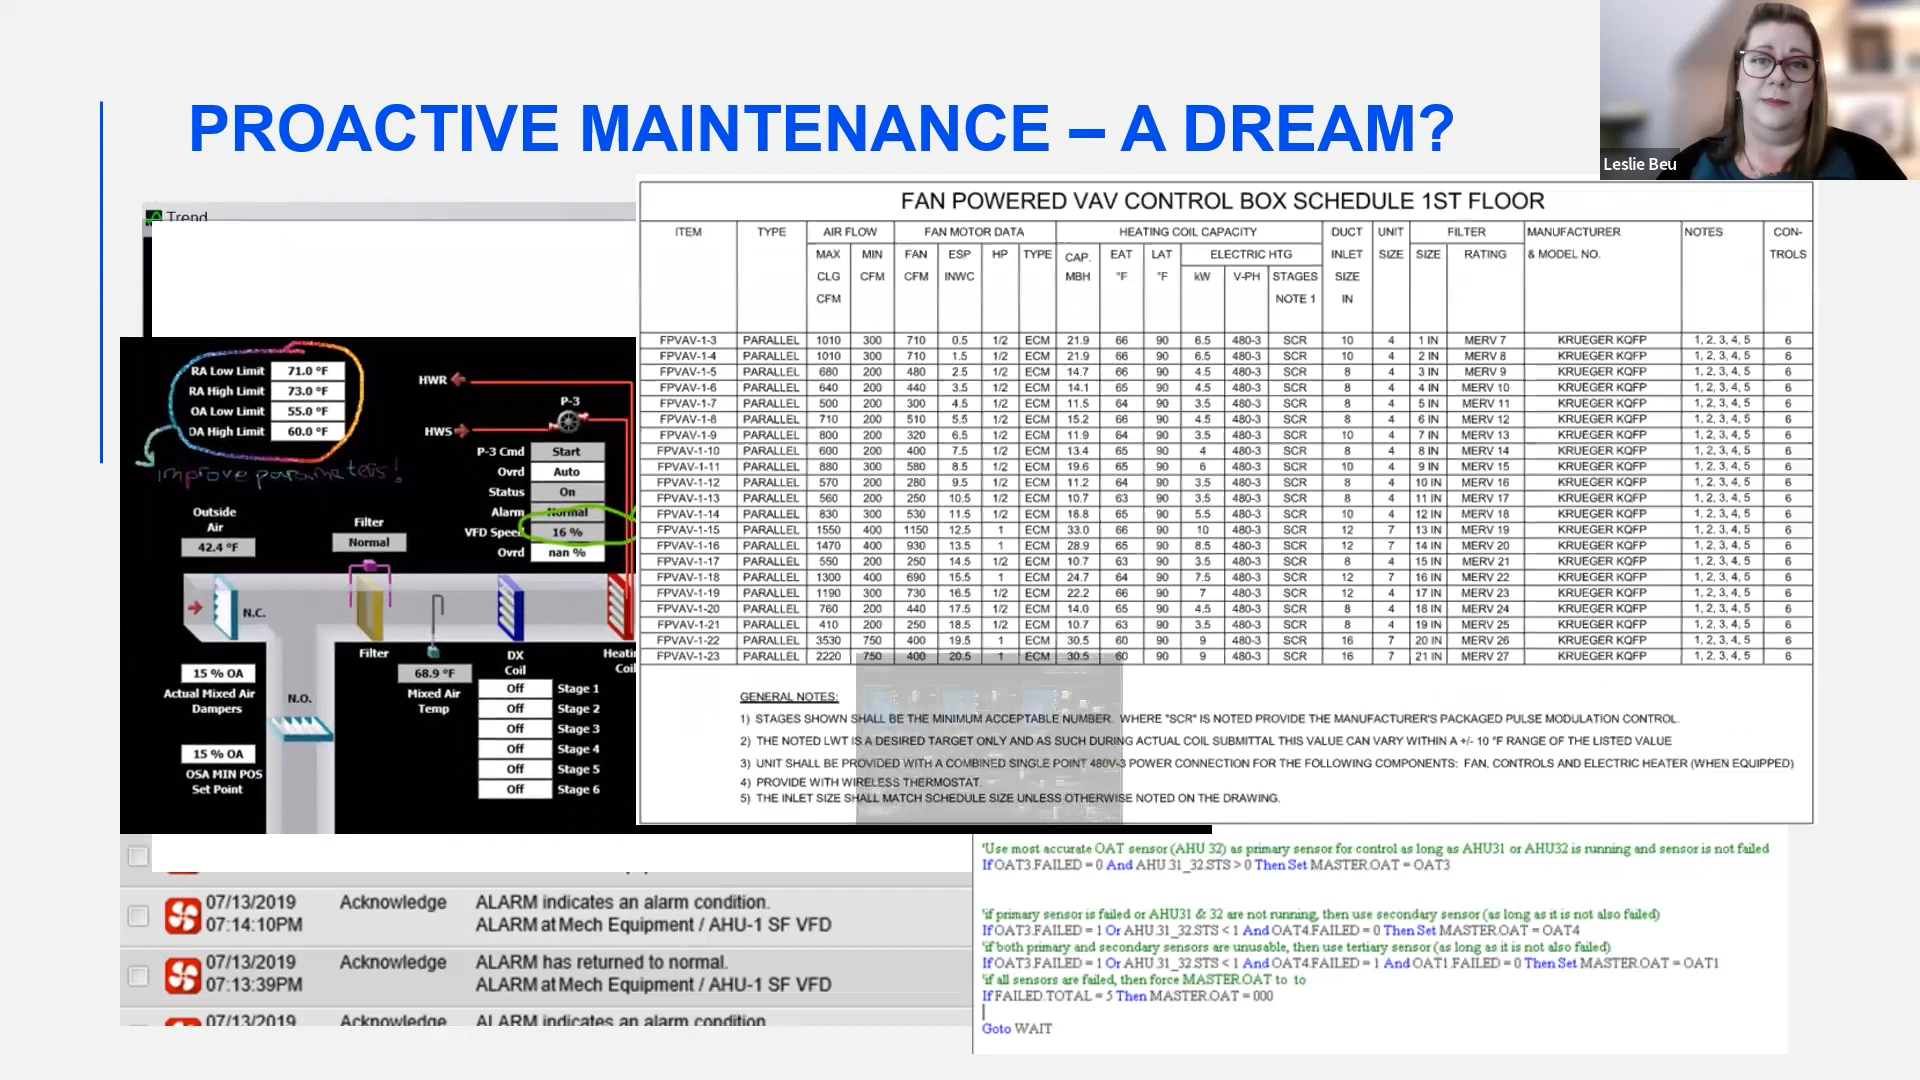 PROACTIVE MAINTENANCE – A DREAM?
Leslie Beu
Trend
RA Low Limit 71.0 °F
RA High Limit 73.0 °F
OA Low Limit 55.0 °F
OA High Limit 60.0 °F
improve parameters!
HWR
P-3
HWS
P-3 Cmd Start
Ovrd Auto
Status On
Alarm Normal
VFD Speed 16 %
Ovrd nan %
Outside
Air
42.4 °F
Filter
Normal
N.C.
Filter
DX
Coil
15 % OA
Actual Mixed Air
Dampers
N.O.
68.9 °F
Mixed Air
Temp
Off Stage 1
Off Stage 2
Off Stage 3
Off Stage 4
Off Stage 5
Off Stage 6
15 % OA
OSA MIN POS
Set Point
FAN POWERED VAV CONTROL BOX SCHEDULE 1ST FLOOR
ITEM TYPE AIR FLOW FAN MOTOR DATA HEATING COIL CAPACITY DUCT UNIT FILTER MANUFACTURER NOTES CON-
MAX MIN FAN ESP HP TYPE CAP. EAT LAT ELECTRIC HTG INLET SIZE SIZE RATING & MODEL NO. TROLS
CLG CFM CFM INWC MBH °F °F kW V-PH STAGES SIZE
CFM NOTE 1 IN
FPVAV-1-3 PARALLEL 1010 300 710 0.5 1/2 ECM 21.9 66 90 6.5 480-3 SCR 10 4 1 IN MERV 7 KRUEGER KQFP 1, 2, 3, 4, 5 6
FPVAV-1-4 PARALLEL 1010 300 710 1.5 1/2 ECM 21.9 66 90 6.5 480-3 SCR 10 4 2 IN MERV 8 KRUEGER KQFP 1, 2, 3, 4, 5 6
FPVAV-1-5 PARALLEL 680 200 480 2.5 1/2 ECM 14.7 66 90 4.5 480-3 SCR 8 4 3 IN MERV 9 KRUEGER KQFP 1, 2, 3, 4, 5 6
FPVAV-1-6 PARALLEL 640 200 440 3.5 1/2 ECM 14.1 65 90 4.5 480-3 SCR 8 4 4 IN MERV 10 KRUEGER KQFP 1, 2, 3, 4, 5 6
FPVAV-1-7 PARALLEL 500 200 300 4.5 1/2 ECM 11.5 64 90 3.5 480-3 SCR 8 4 5 IN MERV 11 KRUEGER KQFP 1, 2, 3, 4, 5 6
FPVAV-1-8 PARALLEL 710 200 510 5.5 1/2 ECM 15.2 66 90 4.5 480-3 SCR 8 4 6 IN MERV 12 KRUEGER KQFP 1, 2, 3, 4, 5 6
FPVAV-1-9 PARALLEL 800 200 320 6.5 1/2 ECM 11.9 64 90 3.5 480-3 SCR 10 4 7 IN MERV 13 KRUEGER KQFP 1, 2, 3, 4, 5 6
FPVAV-1-10 PARALLEL 600 200 400 7.5 1/2 ECM 13.4 65 90 4 480-3 SCR 8 4 8 IN MERV 14 KRUEGER KQFP 1, 2, 3, 4, 5 6
FPVAV-1-11 PARALLEL 880 300 580 8.5 1/2 ECM 19.6 65 90 6 480-3 SCR 10 4 9 IN MERV 15 KRUEGER KQFP 1, 2, 3, 4, 5 6
FPVAV-1-12 PARALLEL 570 200 280 9.5 1/2 ECM 11.2 64 90 3.5 480-3 SCR 8 4 10 IN MERV 16 KRUEGER KQFP 1, 2, 3, 4, 5 6
FPVAV-1-13 PARALLEL 560 200 250 10.5 1/2 ECM 10.7 63 90 3.5 480-3 SCR 8 4 11 IN MERV 17 KRUEGER KQFP 1, 2, 3, 4, 5 6
FPVAV-1-14 PARALLEL 830 300 530 11.5 1/2 ECM 18.8 65 90 5.5 480-3 SCR 10 4 12 IN MERV 18 KRUEGER KQFP 1, 2, 3, 4, 5 6
FPVAV-1-15 PARALLEL 1550 400 1150 12.5 1 ECM 33.0 66 90 10 480-3 SCR 12 7 13 IN MERV 19 KRUEGER KQFP 1, 2, 3, 4, 5 6
FPVAV-1-16 PARALLEL 1470 400 930 13.5 1 ECM 28.9 65 90 8.5 480-3 SCR 12 7 14 IN MERV 20 KRUEGER KQFP 1, 2, 3, 4, 5 6
FPVAV-1-17 PARALLEL 550 200 250 14.5 1/2 ECM 10.7 63 90 3.5 480-3 SCR 8 4 15 IN MERV 21 KRUEGER KQFP 1, 2, 3, 4, 5 6
FPVAV-1-18 PARALLEL 1300 400 690 15.5 1 ECM 24.7 64 90 7.5 480-3 SCR 12 7 16 IN MERV 22 KRUEGER KQFP 1, 2, 3, 4, 5 6
FPVAV-1-19 PARALLEL 1190 300 730 16.5 1/2 ECM 22.2 66 90 7 480-3 SCR 12 4 17 IN MERV 23 KRUEGER KQFP 1, 2, 3, 4, 5 6
FPVAV-1-20 PARALLEL 760 200 440 17.5 1/2 ECM 14.0 65 90 4.5 480-3 SCR 8 4 18 IN MERV 24 KRUEGER KQFP 1, 2, 3, 4, 5 6
FPVAV-1-21 PARALLEL 410 200 250 18.5 1/2 ECM 10.7 63 90 3.5 480-3 SCR 8 4 19 IN MERV 25 KRUEGER KQFP 1, 2, 3, 4, 5 6
FPVAV-1-22 PARALLEL 3530 750 400 19.5 1 ECM 30.5 60 90 9 480-3 SCR 16 7 20 IN MERV 26 KRUEGER KQFP 1, 2, 3, 4, 5 6
FPVAV-1-23 PARALLEL 2220 750 400 20.5 1 ECM 30.5 60 90 9 480-3 SCR 16 7 21 IN MERV 27 KRUEGER KQFP 1, 2, 3, 4, 5 6
GENERAL NOTES:
1) STAGES SHOWN SHALL BE THE MINIMUM ACCEPTABLE NUMBER. WHERE "SCR" IS NOTED PROVIDE THE MANUFACTURER'S PACKAGED PULSE MODULATION CONTROL.
2) THE NOTED LWT IS A DESIRED TARGET ONLY AND AS SUCH DURING ACTUAL COIL SUBMITTAL THIS VALUE CAN VARY WITHIN A +/- 10 °F RANGE OF THE LISTED VALUE
3) UNIT SHALL BE PROVIDED WITH A COMBINED SINGLE POINT 480V-3 POWER CONNECTION FOR THE FOLLOWING COMPONENTS: FAN, CONTROLS AND ELECTRIC HEATER (WHEN EQUIPPED)
4) PROVIDE WITH WIRELESS THERMOSTAT.
5) THE INLET SIZE SHALL MATCH SCHEDULE SIZE UNLESS OTHERWISE NOTED ON THE DRAWING.
07/13/2019 Acknowledge ALARM indicates an alarm condition.
07:14:10PM ALARM at Mech Equipment / AHU-1 SF VFD
07/13/2019 Acknowledge ALARM has returned to normal.
07:13:39PM ALARM at Mech Equipment / AHU-1 SF VFD
07/13/2019 Acknowledge ALARM indicates an alarm condition
'Use most accurate OAT sensor (AHU 32) as primary sensor for control as long as AHU31 or AHU32 is running and sensor is not failed
If OAT3.FAILED = 0 And AHU.31_32.STS > 0 Then Set MASTER.OAT = OAT3
'if primary sensor is failed or AHU31 & 32 are not running, then use secondary sensor (as long as it is not also failed)
If OAT3.FAILED = 1 Or AHU.31_32.STS < 1 And OAT4.FAILED = 0 Then Set MASTER.OAT = OAT4
'if both primary and secondary sensors are unusable, then use tertiary sensor (as long as it is not also failed)
If OAT3.FAILED = 1 Or AHU.31_32.STS < 1 And OAT4.FAILED = 1 And OAT1.FAILED = 0 Then Set MASTER.OAT = OAT1
'if all sensors are failed, then force MASTER.OAT to to
If FAILED.TOTAL = 5 Then MASTER.OAT = 000
Goto WAIT